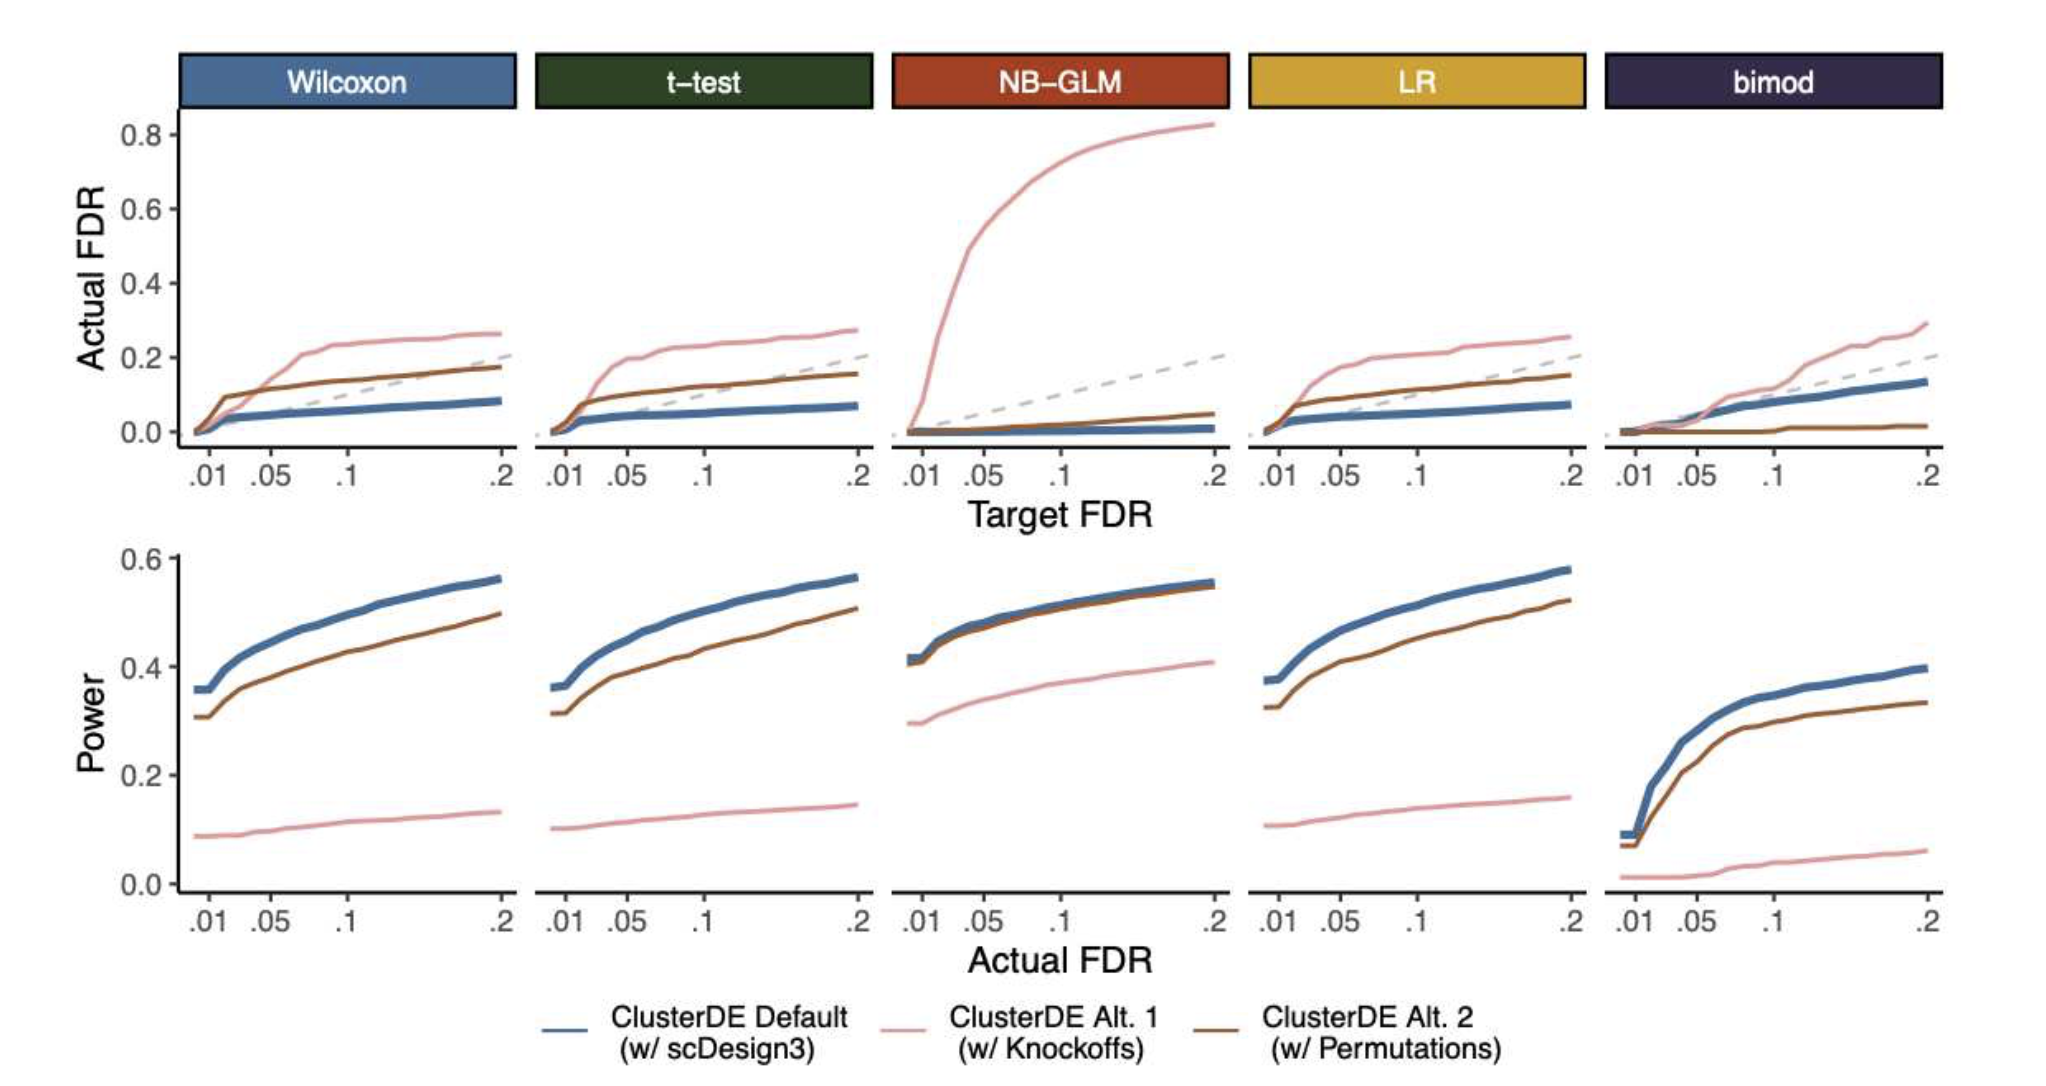 Wilcoxon t−test NB−GLM LR bimod
Actual FDR
0.8
0.6
0.4
0.2
0.0
.01 .05 .1 .2 .01 .05 .1 .2 .01 .05 .1 .2 .01 .05 .1 .2 .01 .05 .1 .2
Target FDR
Power
0.6
0.4
0.2
0.0
.01 .05 .1 .2 .01 .05 .1 .2 .01 .05 .1 .2 .01 .05 .1 .2 .01 .05 .1 .2
Actual FDR
ClusterDE Default
(w/ scDesign3)
ClusterDE Alt. 1
(w/ Knockoffs)
ClusterDE Alt. 2
(w/ Permutations)